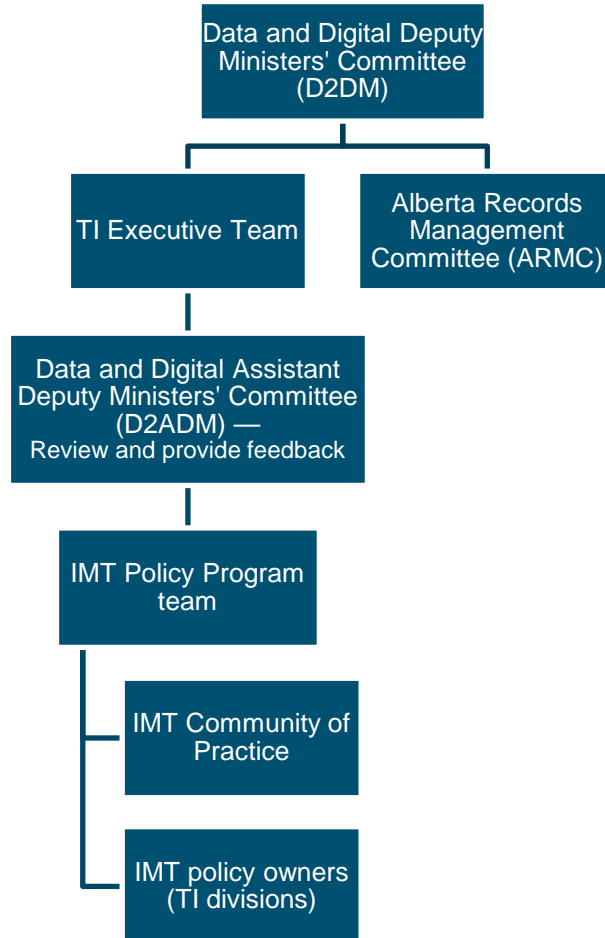 Data and Digital Deputy
Ministers' Committee
(D2DM)
TI Executive Team
Alberta Records
Management
Committee (ARMC)
Data and Digital Assistant
Deputy Ministers' Committee
(D2ADM) —
Review and provide feedback
IMT Policy Program
team
IMT Community of
Practice
IMT policy owners
(TI divisions)